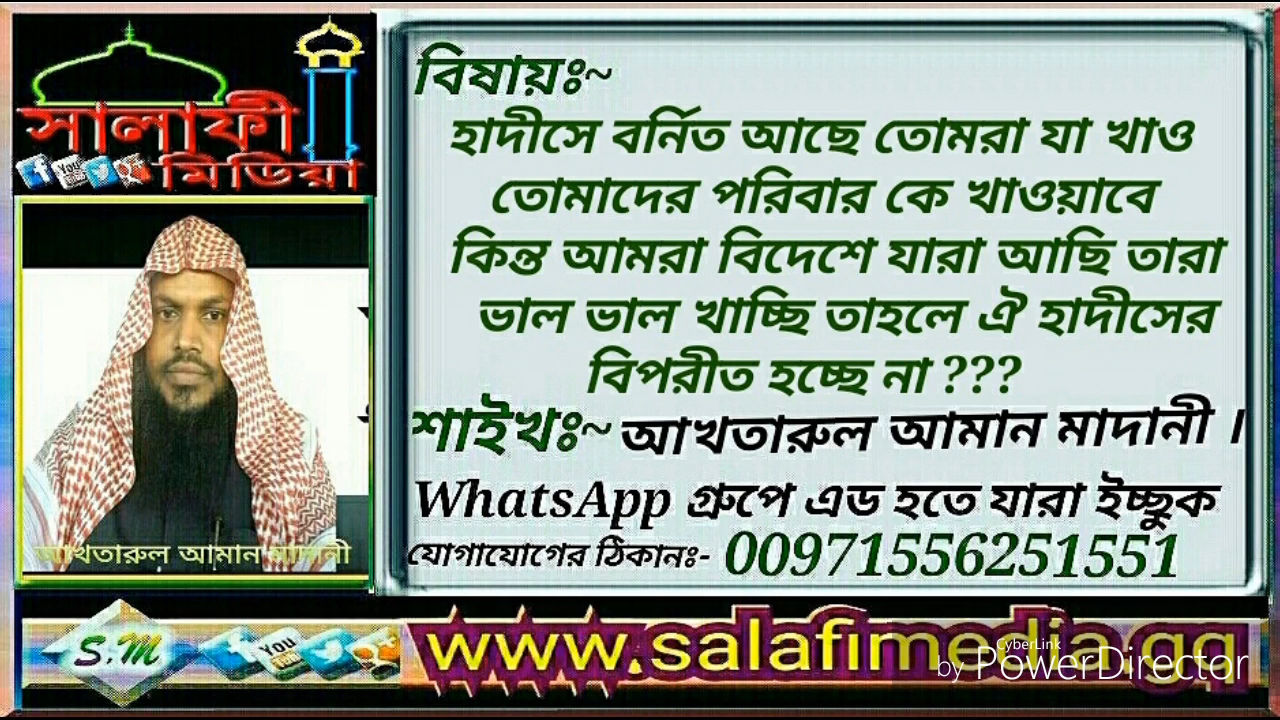 সালাফী
মিডিয়া
আখতারুল আমান মাদানী
বিষায়ঃ~
হাদীসে বর্নিত আছে তোমরা যা খাও
তোমাদের পরিবার কে খাওয়াবে
কিন্ত আমরা বিদেশে যারা আছি তারা
ভাল ভাল খাচ্ছি তাহলে ঐ হাদীসের
বিপরীত হচ্ছে না ???
শাইখঃ~ আখতারুল আমান মাদানী ।
WhatsApp গ্রুপে এড হতে যারা ইচ্ছুক
যোগাযোগের ঠিকানঃ- 00971556251551
S.M You www.salafimedia.gq
CyberLink
by PowerDirector